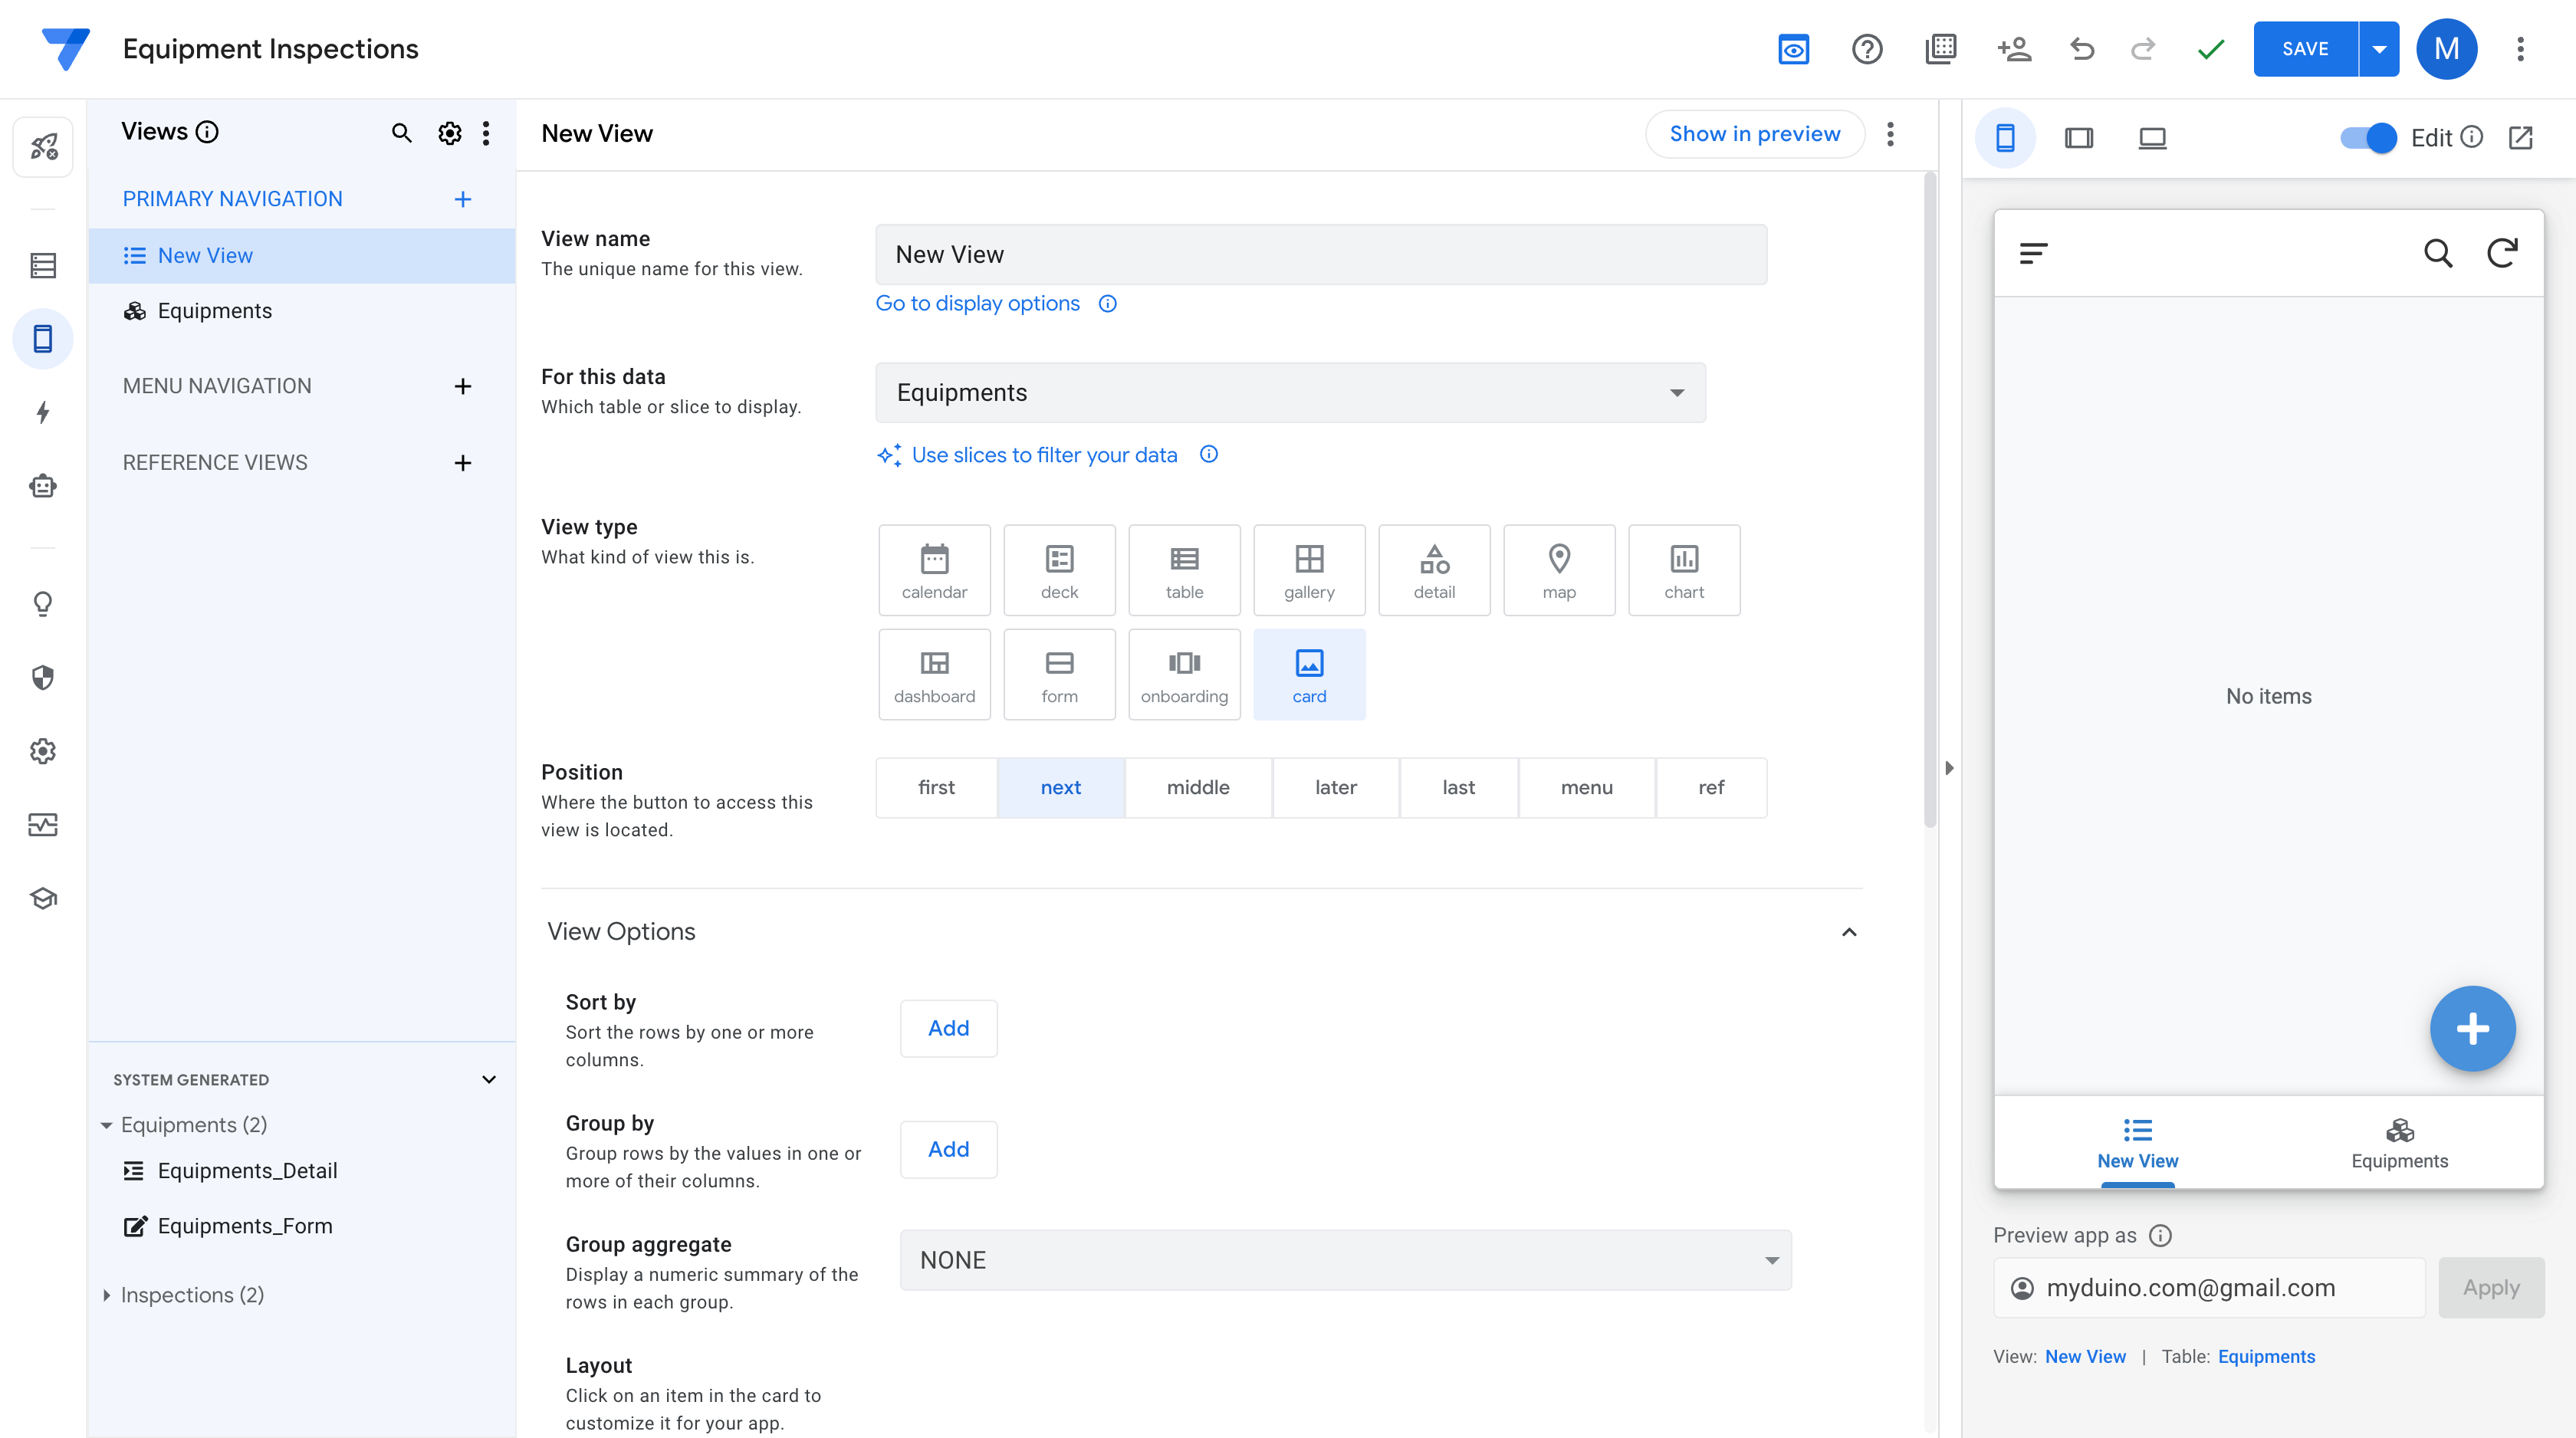 Equipment Inspections
SAVE
M
Views
PRIMARY NAVIGATION
New View
Equipments
MENU NAVIGATION
REFERENCE VIEWS
SYSTEM GENERATED
Equipments (2)
Equipments_Detail
Equipments_Form
Inspections (2)
New View
Show in preview
View name
The unique name for this view.
New View
Go to display options
For this data
Which table or slice to display.
Equipments
Use slices to filter your data
View type
What kind of view this is.
calendar
deck
table
gallery
detail
map
chart
dashboard
form
onboarding
card
Position
Where the button to access this
view is located.
first
next
middle
later
last
menu
ref
View Options
Sort by
Sort the rows by one or more
columns.
Add
Group by
Group rows by the values in one or
more of their columns.
Add
Group aggregate
Display a numeric summary of the
rows in each group.
NONE
Layout
Click on an item in the card to
customize it for your app.
Edit
No items
New View
Equipments
Preview app as
myduino.com@gmail.com
Apply
View: New View | Table: Equipments